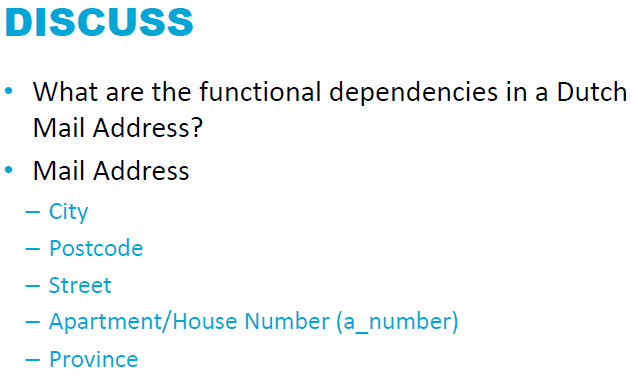 DISCUSS
• What are the functional dependencies in a Dutch
Mail Address?
• Mail Address
– City
– Postcode
– Street
– Apartment/House Number (a_number)
– Province